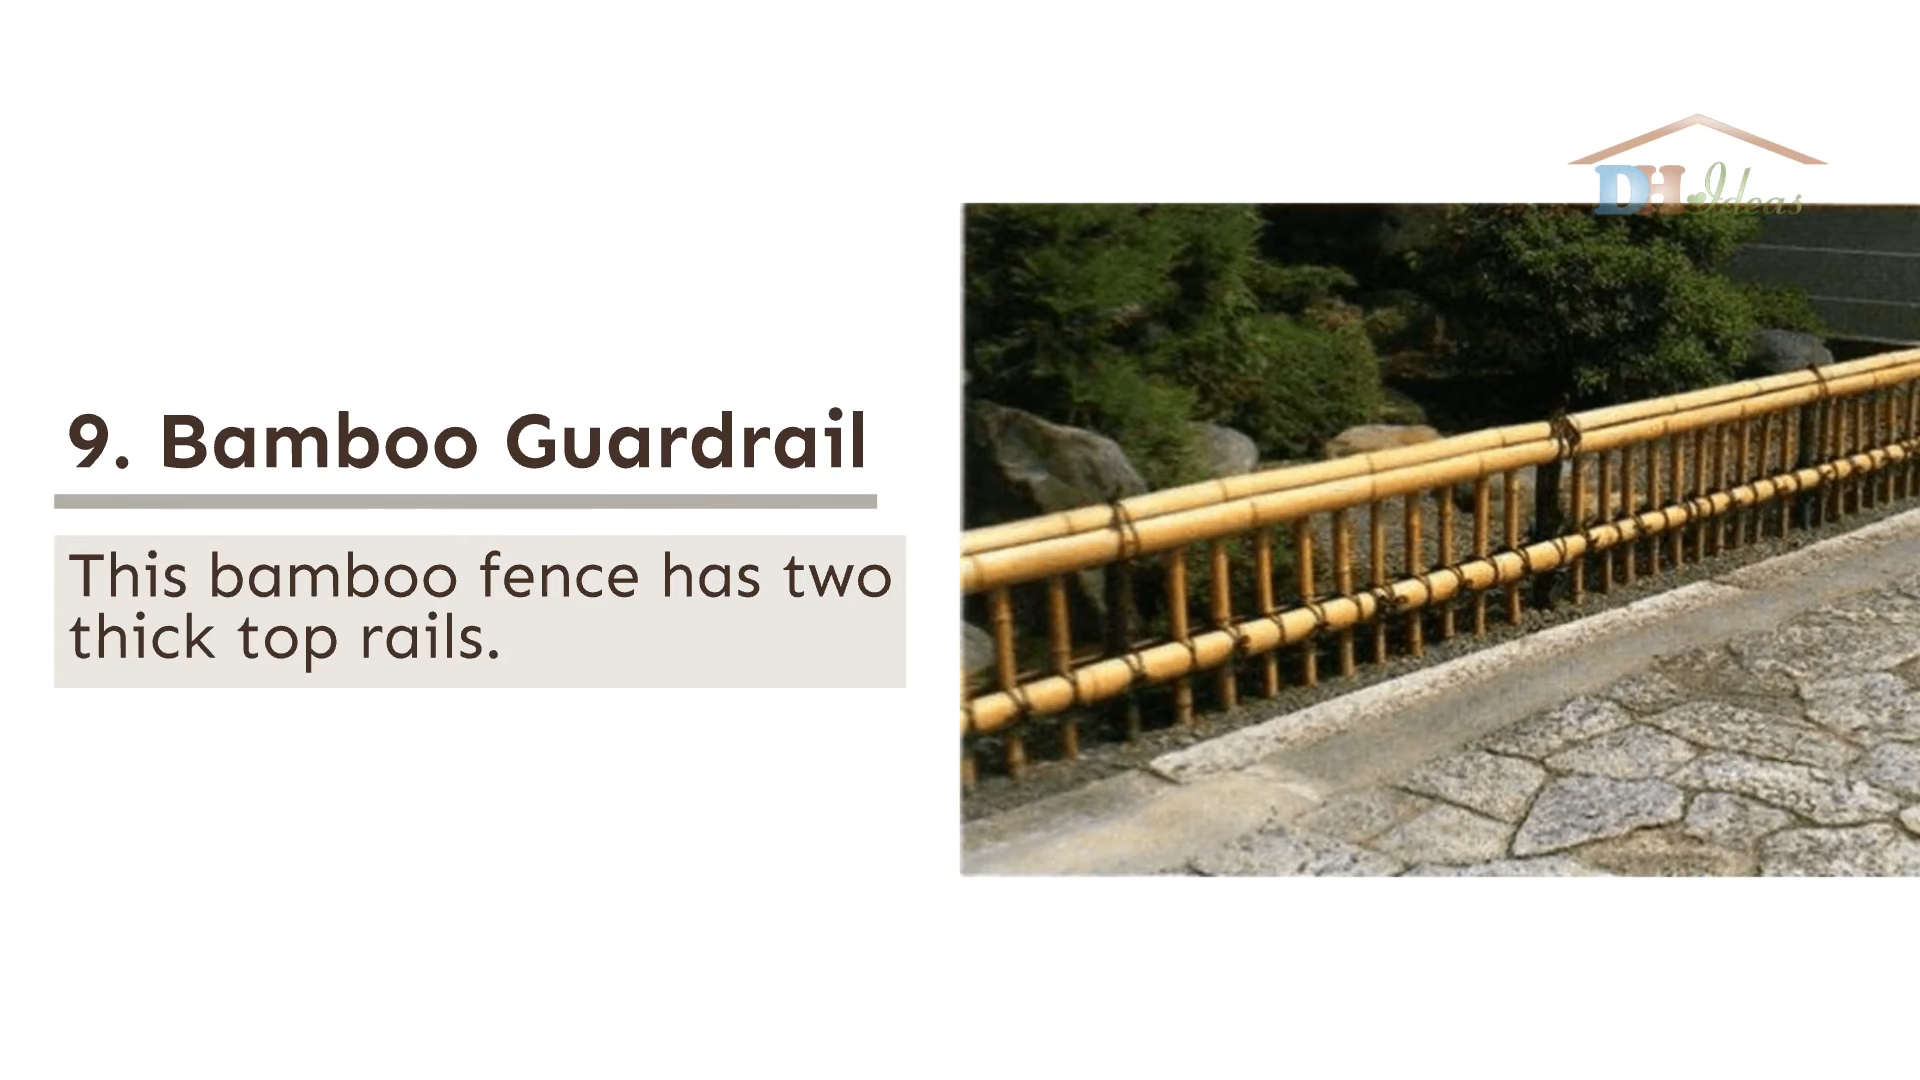 DH Ideas
9. Bamboo Guardrail
This bamboo fence has two
thick top rails.